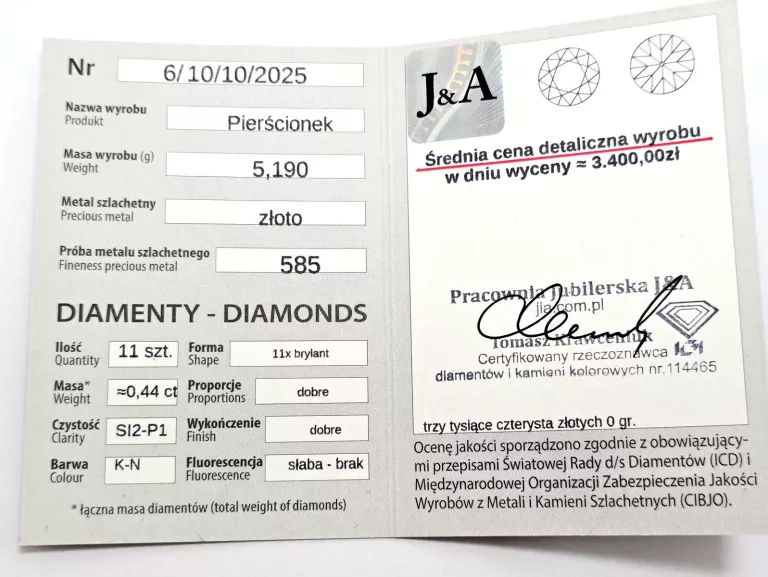 Nr 6/10/10/2025
Nazwa wyrobu
Produkt
Pierścionek
Masa wyrobu (g)
Weight
5,190
Metal szlachetny
Precious metal
złoto
Próba metalu szlachetnego
Fineness precious metal
585
DIAMENTY - DIAMONDS
Ilość
Quantity
11 szt.
Forma
Shape
11x brylant
Masa*
Weight
≈0,44 ct
Proporcje
Proportions
dobre
Czystość
Clarity
SI2-P1
Wykończenie
Finish
dobre
Barwa
Colour
K-N
Fluorescencja
Fluorescence
słaba - brak
* łączna masa diamentów (total weight of diamonds)
J&A
Średnia cena detaliczna wyrobu
w dniu wyceny ≈ 3.400,00zł
Pracownia Jubilerska J&A
jja.com.pl
Tomasz Krawceniuk
Certyfikowany rzeczoznawca
diamentów i kamieni kolorowych nr.114465
trzy tysiące czterysta złotych 0 gr.
Ocenę jakości sporządzono zgodnie z obowiązujący-
mi przepisami Światowej Rady d/s Diamentów (ICD) i
Międzynarodowej Organizacji Zabezpieczenia Jakości
Wyrobów z Metali i Kamieni Szlachetnych (CIBJO).